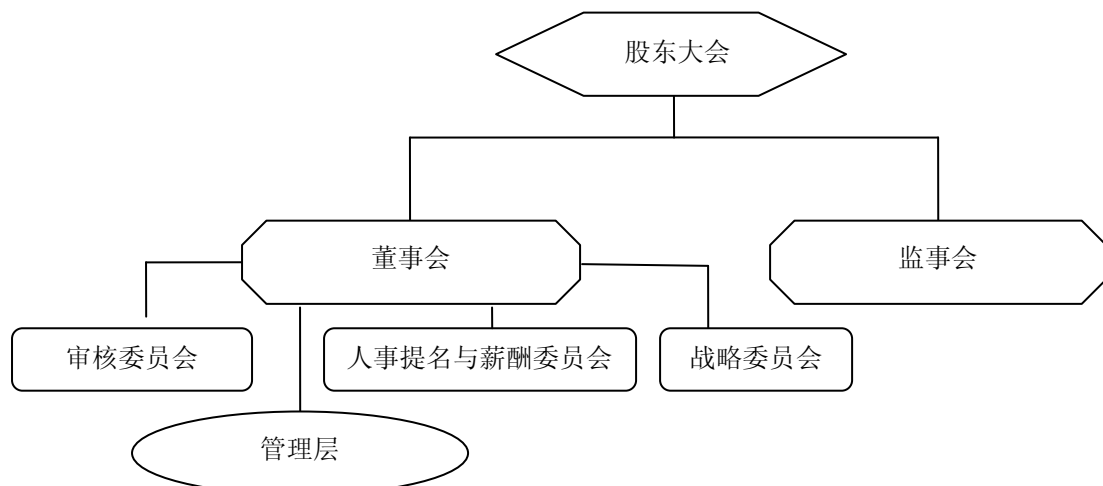 股东大会
董事会
监事会
审核委员会
人事提名与薪酬委员会
战略委员会
管理层